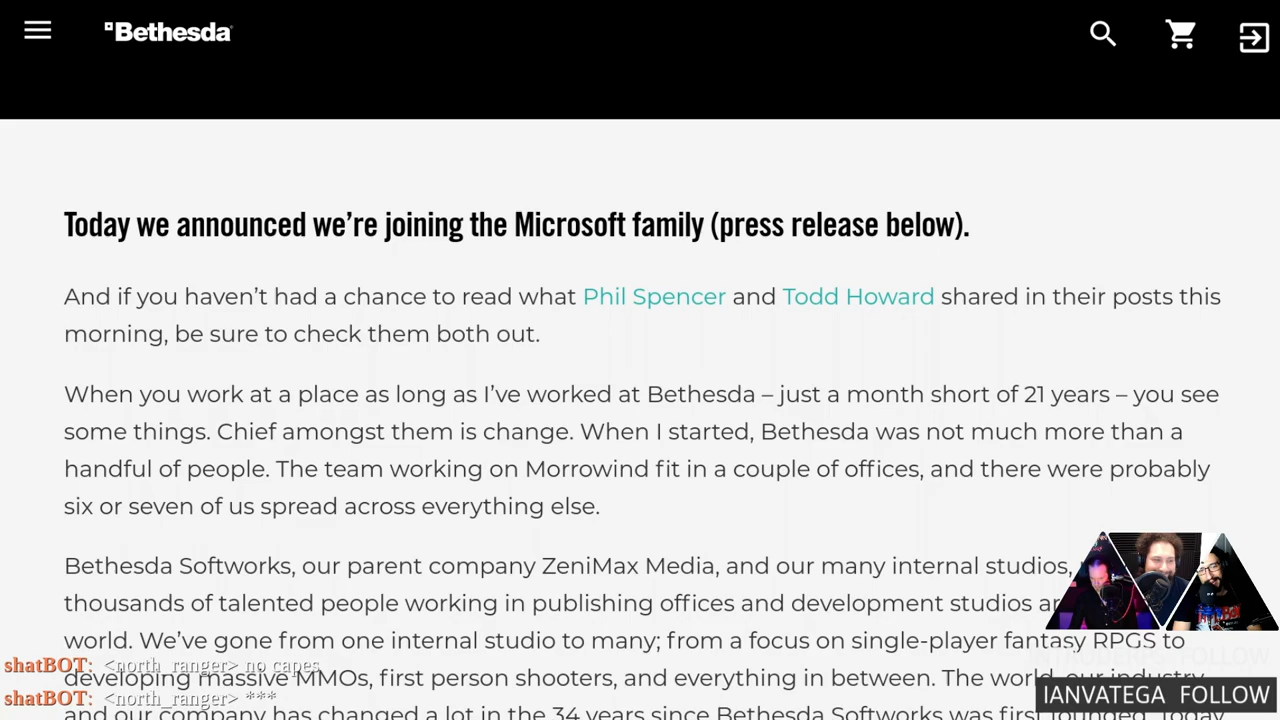 Bethesda
Today we announced we’re joining the Microsoft family (press release below).
And if you haven’t had a chance to read what Phil Spencer and Todd Howard shared in their posts this
morning, be sure to check them both out.
When you work at a place as long as I’ve worked at Bethesda – just a month short of 21 years – you see
some things. Chief amongst them is change. When I started, Bethesda was not much more than a
handful of people. The team working on Morrowind fit in a couple of offices, and there were probably
six or seven of us spread across everything else.
Bethesda Softworks, our parent company ZeniMax Media, and our many internal studios,
thousands of talented people working in publishing offices and development studios
world. We’ve gone from one internal studio to many; from a focus on single-player fantasy RPGS to
shatBOT: <north_ranger> no capes
developing massive MMOs, first person shooters, and everything in between. The world, our industry
shatBOT: <north_ranger> ***
and our company has changed a lot in the 34 years since Bethesda Softworks was first founded. Today
IANVATEGA FOLLOW